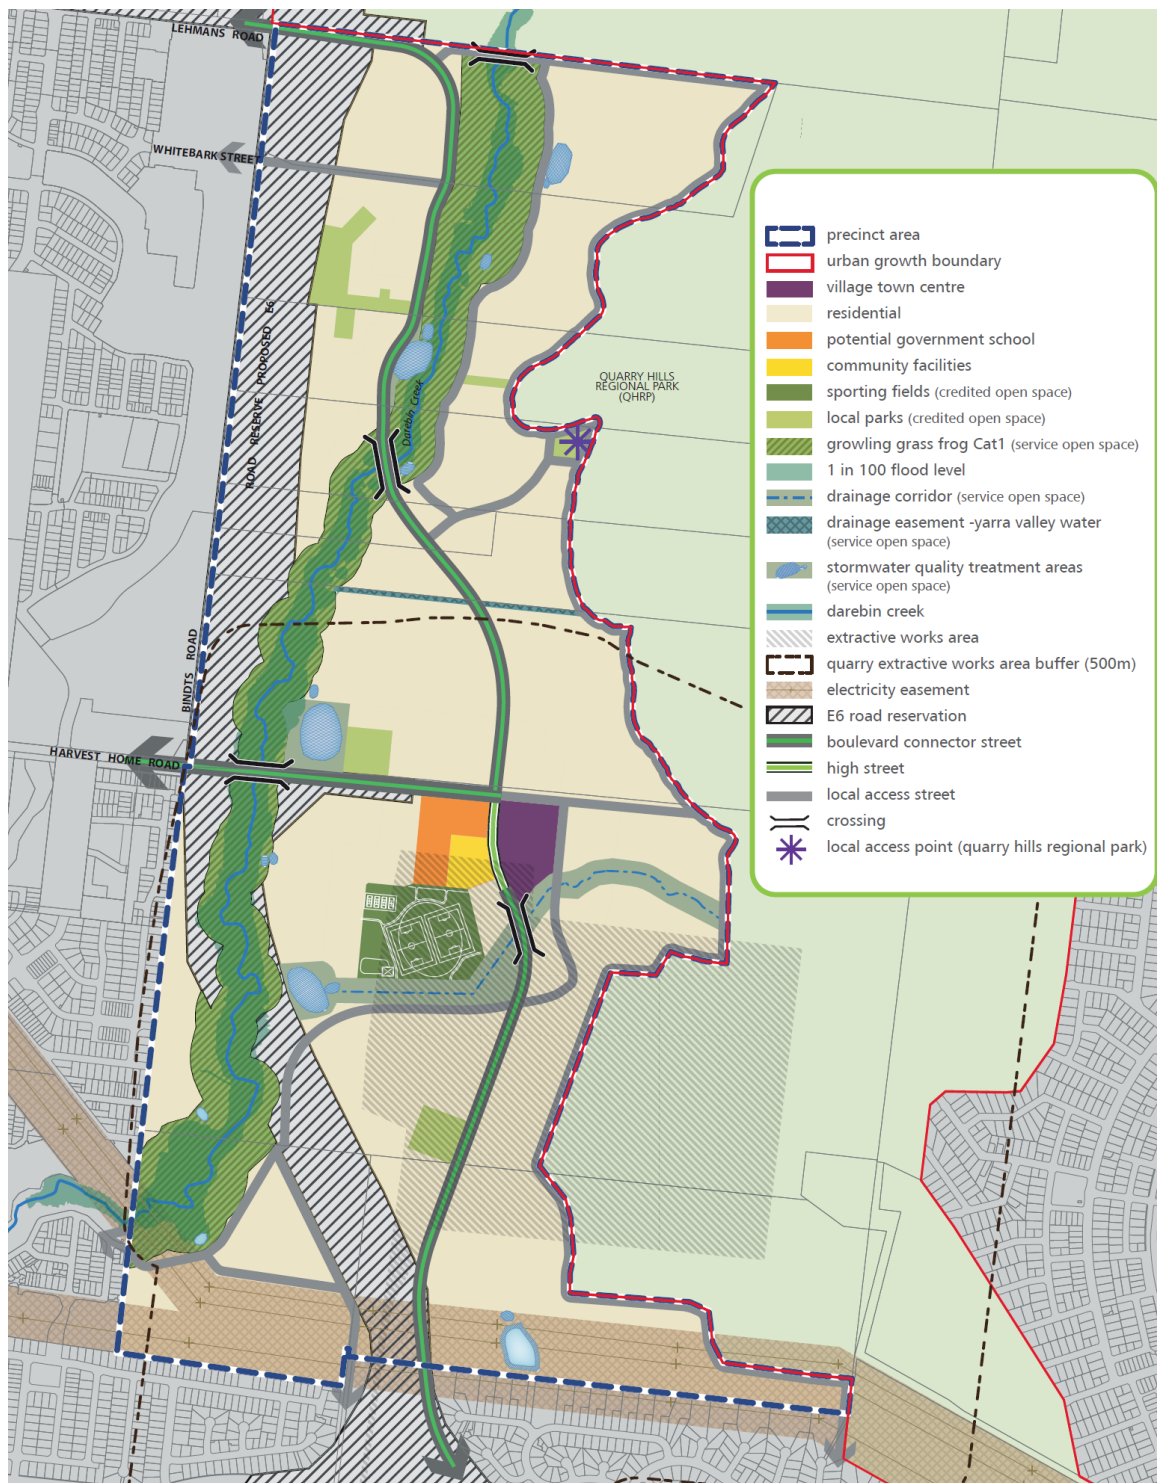 LEHMANS ROAD
WHITEBARK STREET
ROAD RESERVE PROPOSED E6
Darebin Creek
QUARRY HILLS
REGIONAL PARK
(QHRP)
BINDTS ROAD
HARVEST HOME ROAD
precinct area
urban growth boundary
village town centre
residential
potential government school
community facilities
sporting fields (credited open space)
local parks (credited open space)
growling grass frog Cat1 (service open space)
1 in 100 flood level
drainage corridor (service open space)
drainage easement -yarra valley water
(service open space)
stormwater quality treatment areas
(service open space)
darebin creek
extractive works area
quarry extractive works area buffer (500m)
electricity easement
E6 road reservation
boulevard connector street
high street
local access street
crossing
local access point (quarry hills regional park)